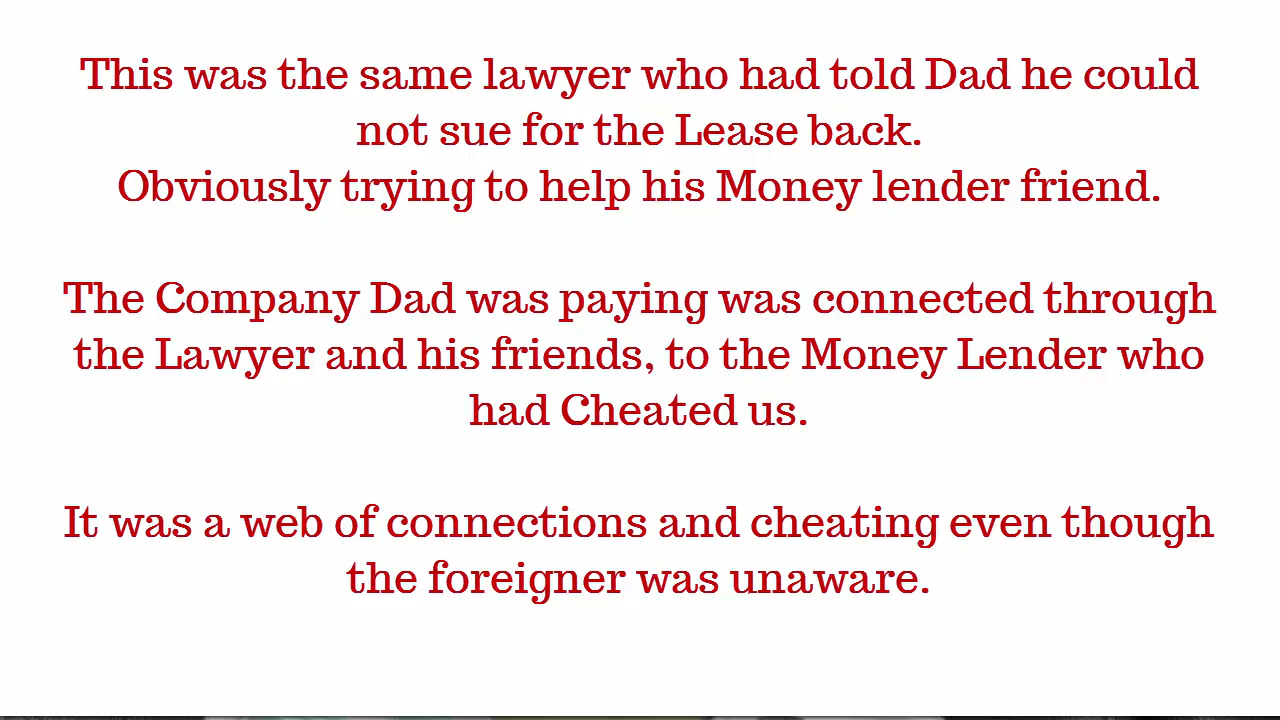 This was the same lawyer who had told Dad he could
not sue for the Lease back.
Obviously trying to help his Money lender friend.
The Company Dad was paying was connected through
the Lawyer and his friends, to the Money Lender who
had Cheated us.
It was a web of connections and cheating even though
the foreigner was unaware.